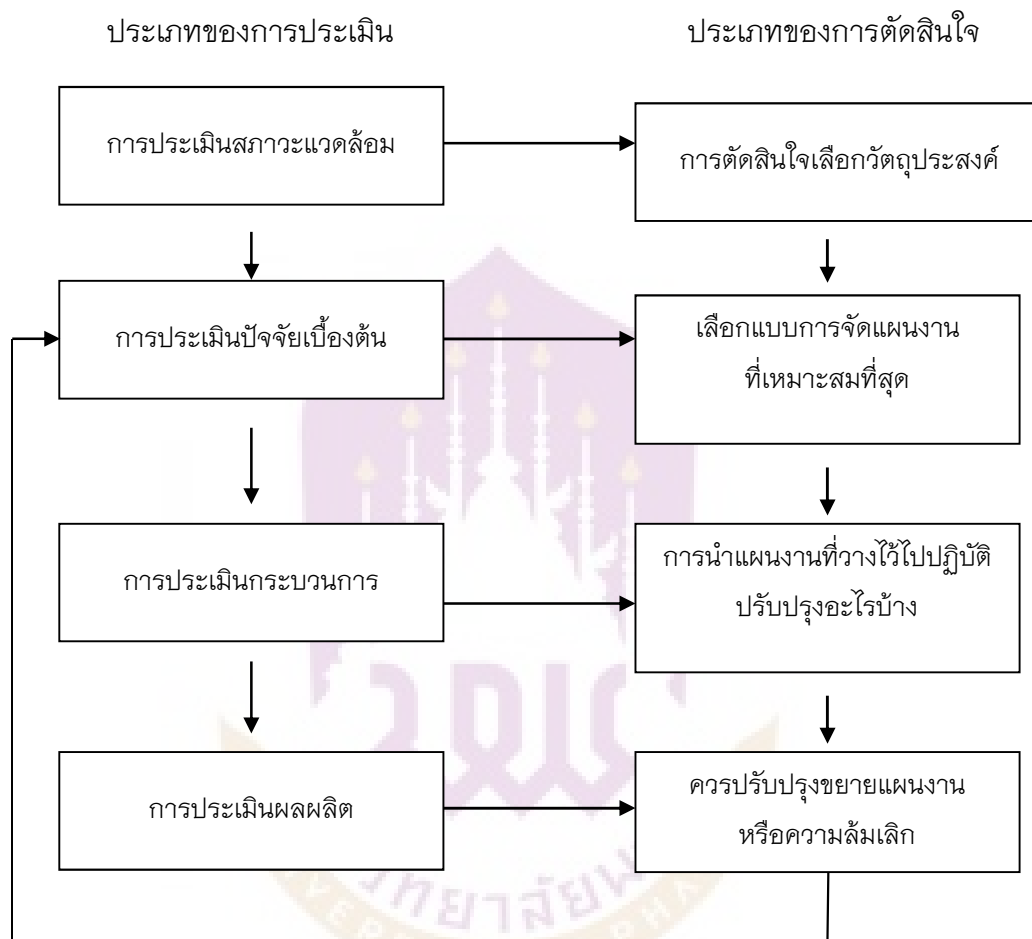 ประเภทของการประเมิน
ประเภทของการตัดสินใจ
การประเมินสภาวะแวดล้อม
การตัดสินใจเลือกวัตถุประสงค์
การประเมินปัจจัยเบื้องต้น
เลือกแบบการจัดแผนงาน
ที่เหมาะสมที่สุด
การประเมินกระบวนการ
การนำแผนงานที่วางไว้ไปปฏิบัติ
ปรับปรุงอะไรบ้าง
การประเมินผลผลิต
ควรปรับปรุงขยายแผนงาน
หรือความล้มเลิก